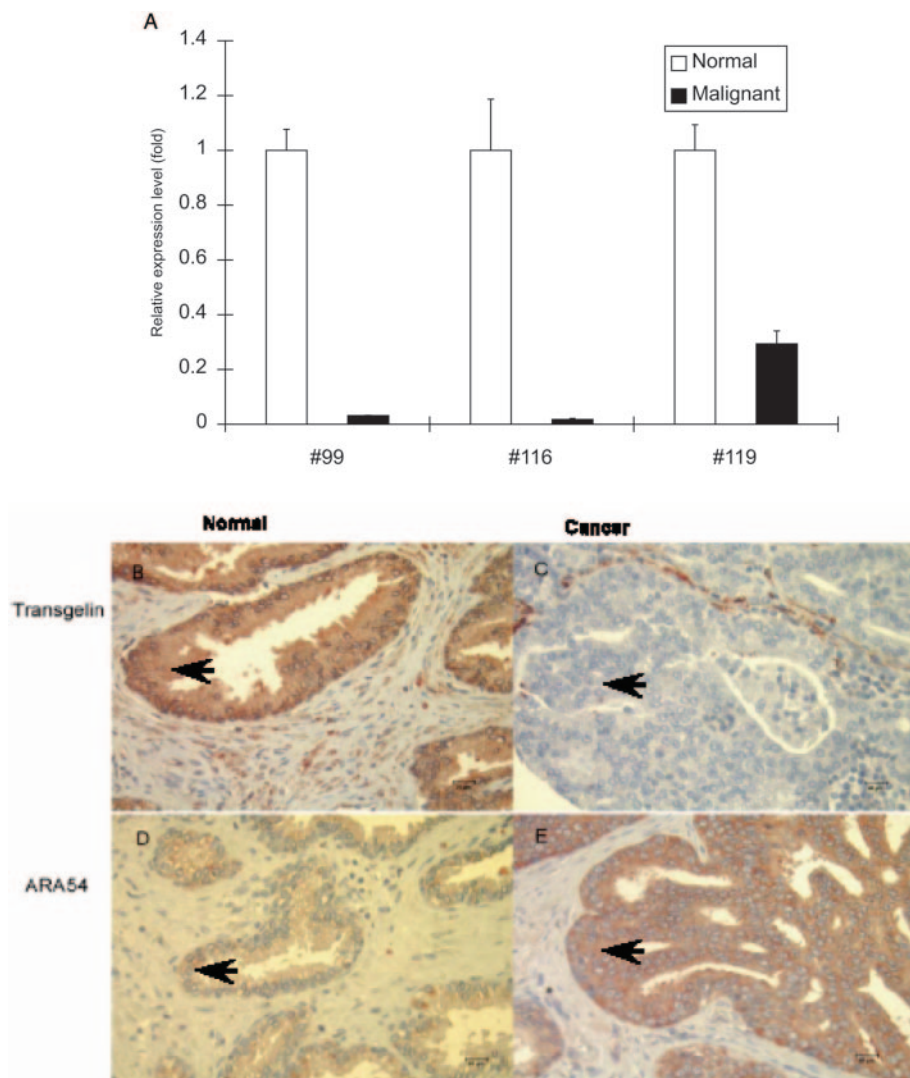 A
1.4
1.2
1
0.8
0.6
0.4
0.2
0
Relative expression level (fold)
Normal
Malignant
#99
#116
#119
Normal
Cancer
Transgelin
B
C
ARA54
D
E